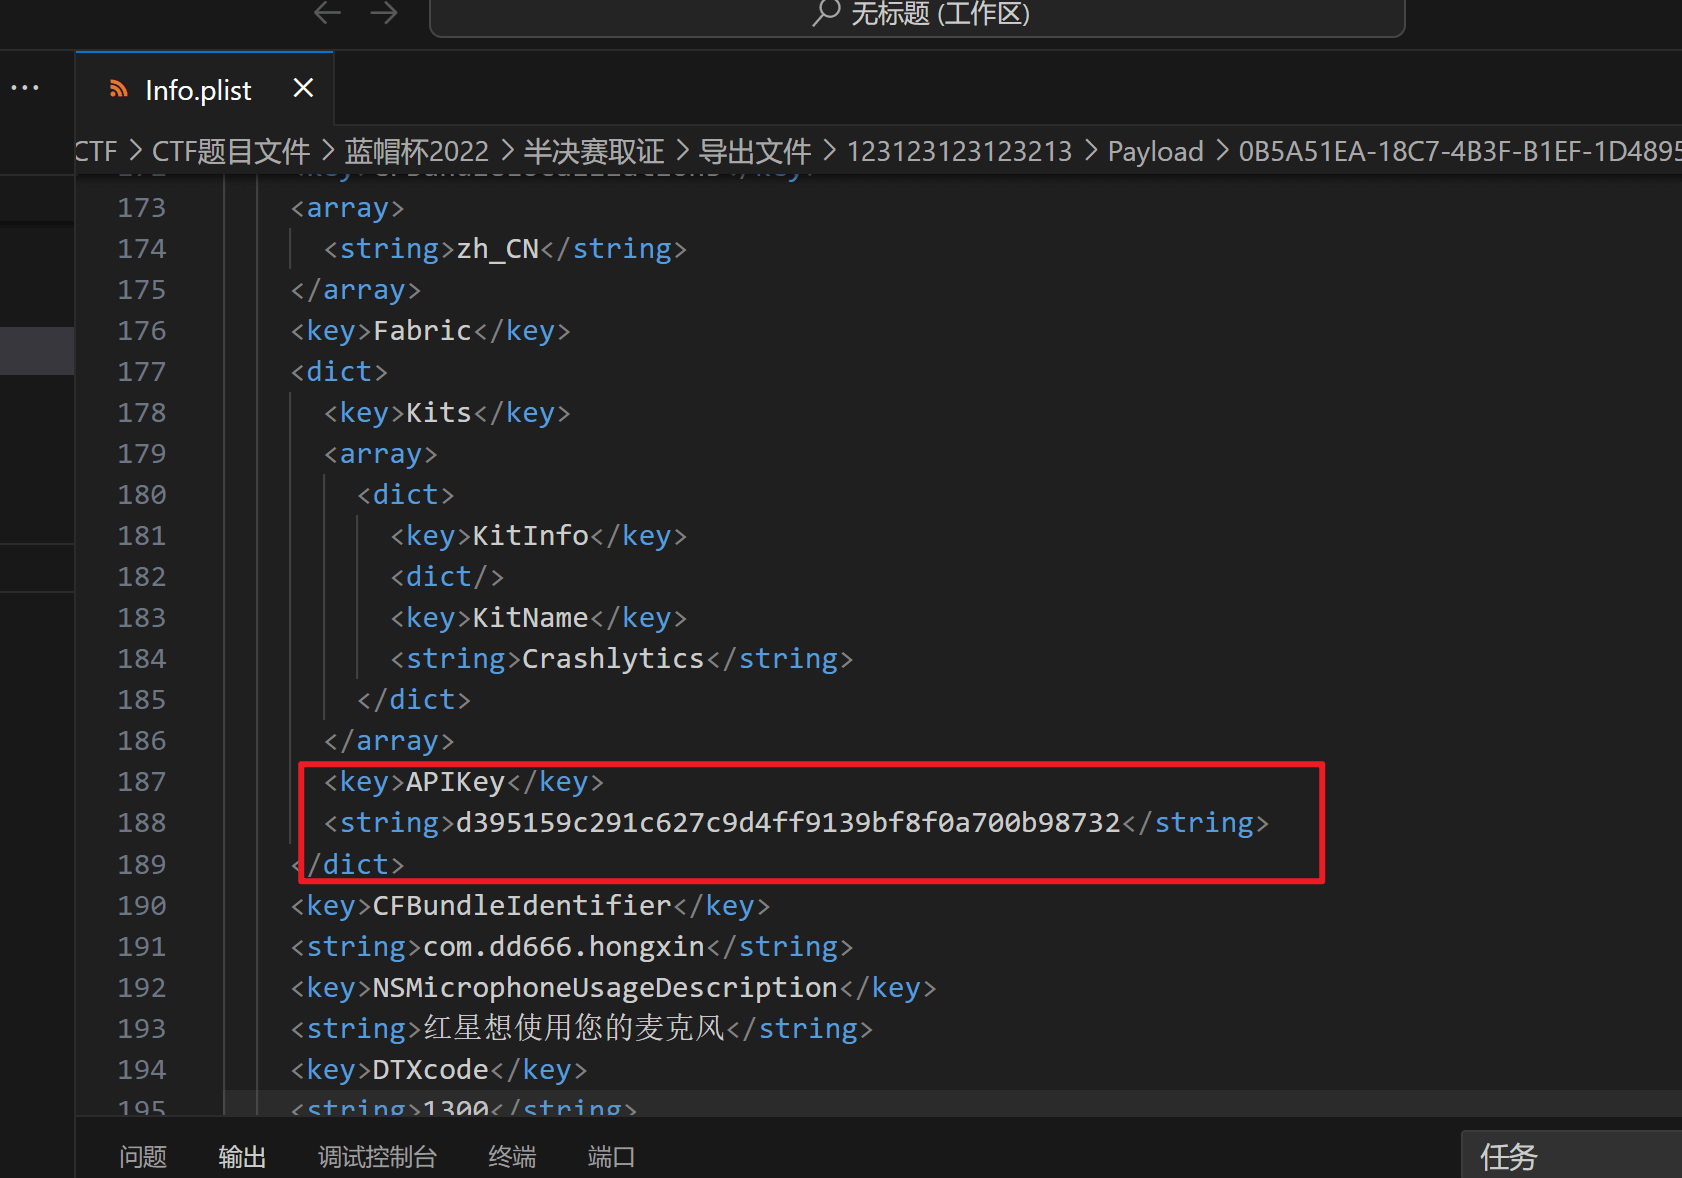 无标题 (工作区)
Info.plist
CTF > CTF题目文件 > 蓝帽杯2022 > 半决赛取证 > 导出文件 > 123123123123213 > Payload > 0B5A51EA-18C7-4B3F-B1EF-1D4895
173 <array>
174 <string>zh_CN</string>
175 </array>
176 <key>Fabric</key>
177 <dict>
178 <key>Kits</key>
179 <array>
180 <dict>
181 <key>KitInfo</key>
182 <dict/>
183 <key>KitName</key>
184 <string>Crashlytics</string>
185 </dict>
186 </array>
187 <key>APIKey</key>
188 <string>d395159c291c627c9d4ff9139bf8f0a700b98732</string>
189 </dict>
190 <key>CFBundleIdentifier</key>
191 <string>com.dd666.hongxin</string>
192 <key>NSMicrophoneUsageDescription</key>
193 <string>红星想使用您的麦克风</string>
194 <key>DTXcode</key>
195 <string>1300</string>
问题 输出 调试控制台 终端 端口
任务